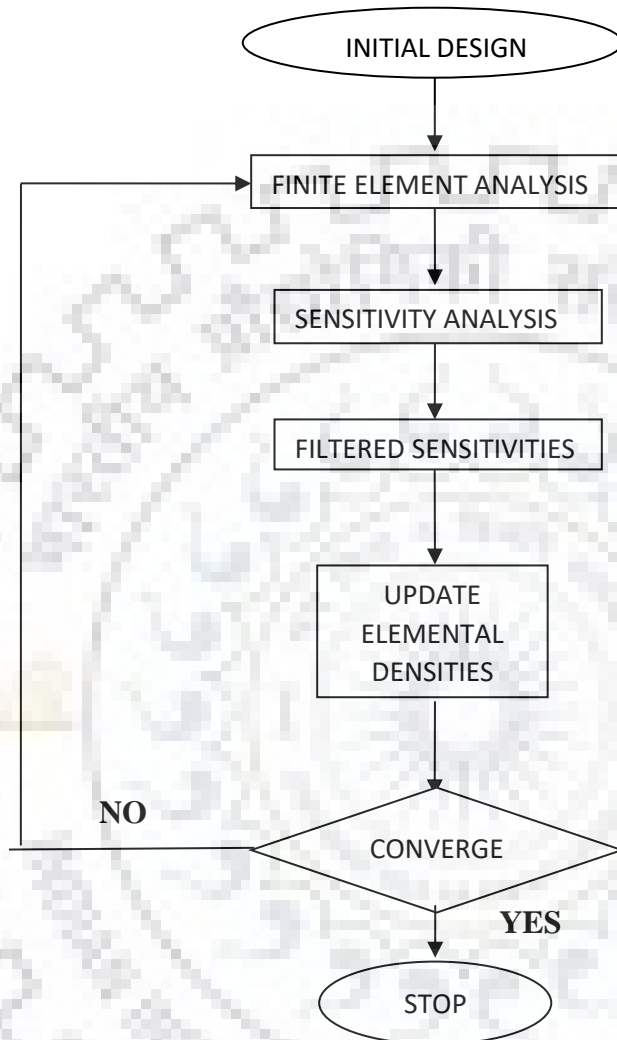 INITIAL DESIGN
FINITE ELEMENT ANALYSIS
SENSITIVITY ANALYSIS
FILTERED SENSITIVITIES
UPDATE
ELEMENTAL
DENSITIES
NO
CONVERGE
YES
STOP